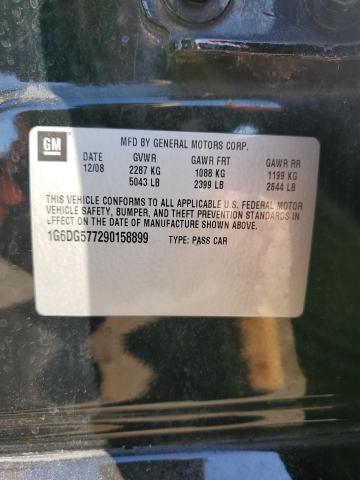 GM
MFD BY GENERAL MOTORS CORP.
DATE GVWR GAWR FRT GAWR RR
12/08 2287 KG 1088 KG 1199 KG
5043 LB 2399 LB 2644 LB
THIS VEHICLE CONFORMS TO ALL APPLICABLE U.S. FEDERAL MOTOR
VEHICLE SAFETY, BUMPER, AND THEFT PREVENTION STANDARDS IN
EFFECT ON THE DATE OF MANUFACTURE SHOWN ABOVE.
1G6DG577290158899 TYPE: PASS CAR